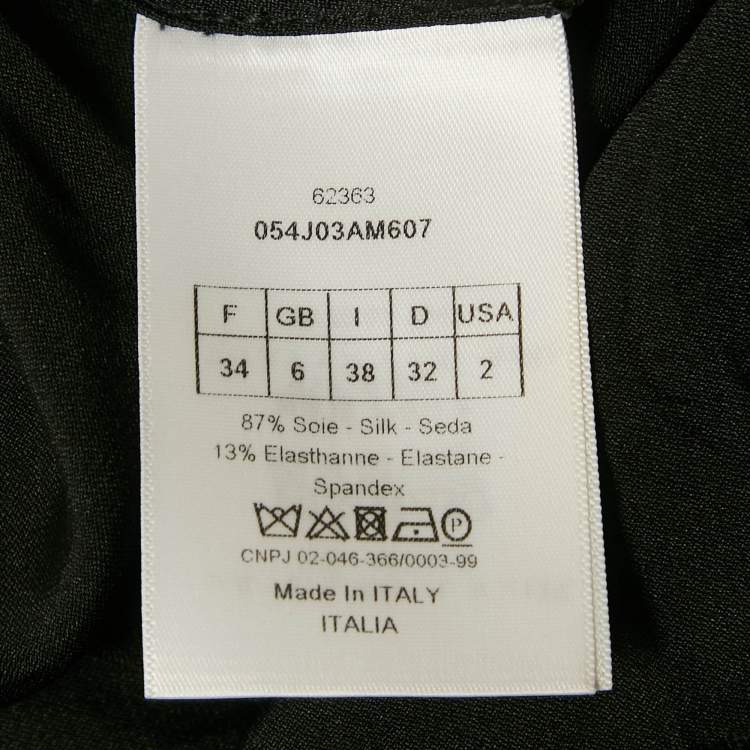 62363
054J03AM607
F GB I D USA
34 6 38 32 2
87% Soie - Silk - Seda
13% Elasthanne - Elastane -
Spandex
P
CNPJ 02-046-366/0003-99
Made In ITALY
ITALIA